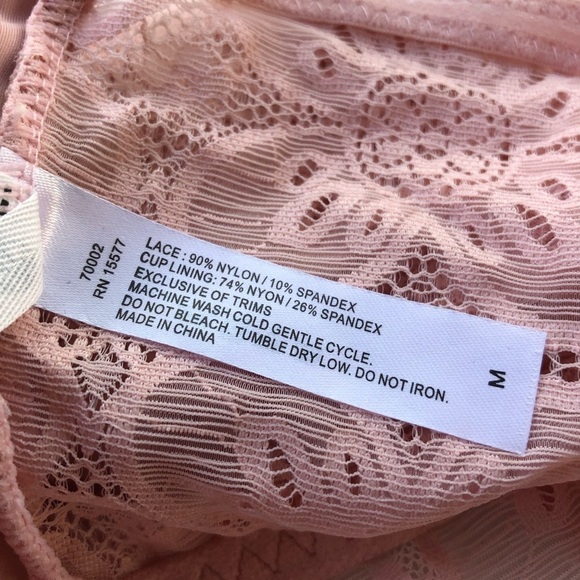 70002
RN 15577
LACE : 90% NYLON / 10% SPANDEX
CUP LINING: 74% NYON / 26% SPANDEX
EXCLUSIVE OF TRIMS
MACHINE WASH COLD GENTLE CYCLE.
DO NOT BLEACH. TUMBLE DRY LOW. DO NOT IRON.
MADE IN CHINA
M